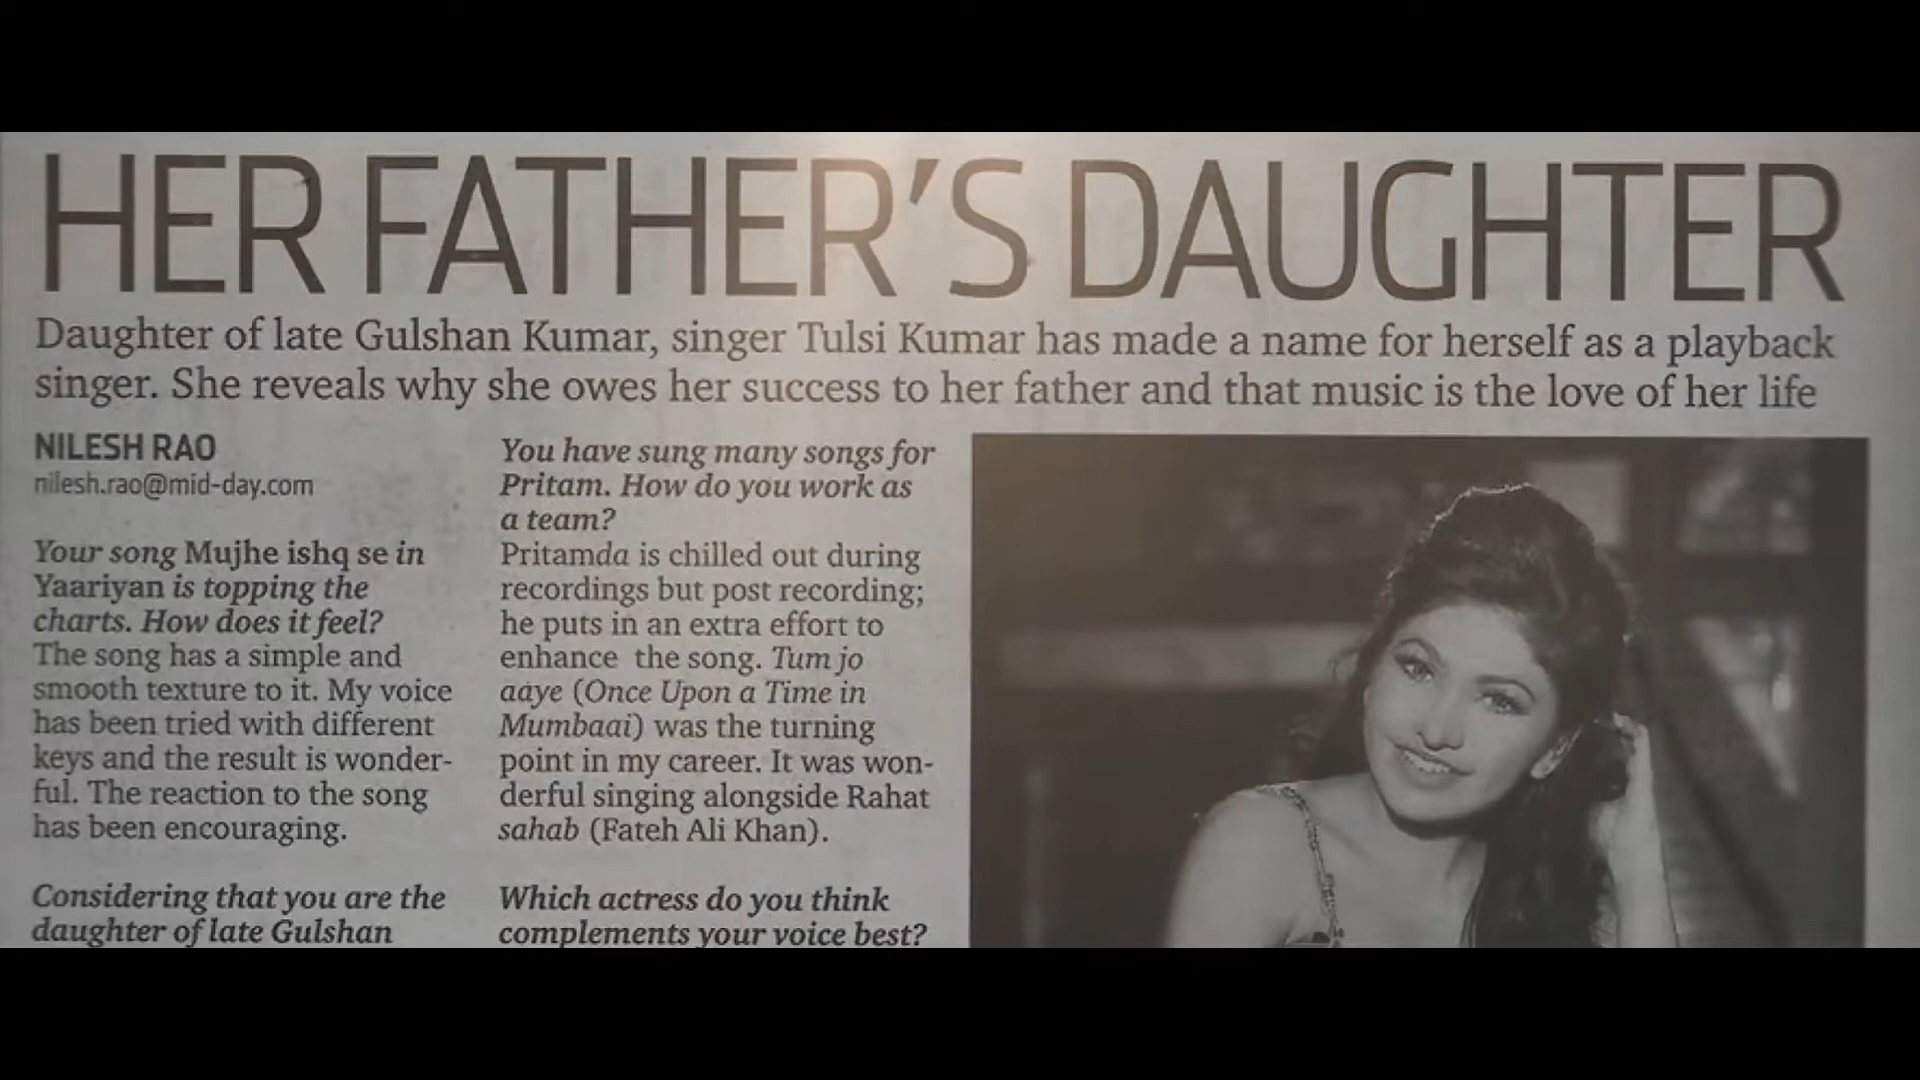 HER FATHER'S DAUGHTER
Daughter of late Gulshan Kumar, singer Tulsi Kumar has made a name for herself as a playback
singer. She reveals why she owes her success to her father and that music is the love of her life
NILESH RAO
nilesh.rao@mid-day.com
Your song Mujhe ishq se in
Yaariyan is topping the
charts. How does it feel?
The song has a simple and
smooth texture to it. My voice
has been tried with different
keys and the result is wonder-
ful. The reaction to the song
has been encouraging.
Considering that you are the
daughter of late Gulshan
You have sung many songs for
Pritam. How do you work as
a team?
Pritamda is chilled out during
recordings but post recording;
he puts in an extra effort to
enhance the song. Tum jo
aaye (Once Upon a Time in
Mumbaai) was the turning
point in my career. It was won-
derful singing alongside Rahat
sahab (Fateh Ali Khan).
Which actress do you think
complements your voice best?